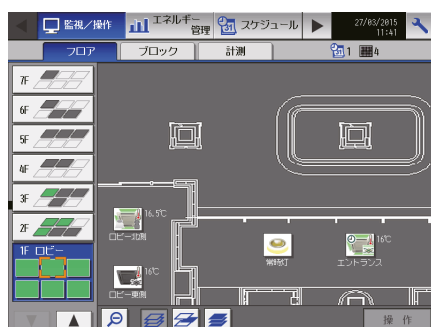 監視／操作
エネルギー
管理
スケジュール
27/03/2015
11:41
フロア
ブロック
計測
1
4
7F
6F
5F
4F
3F
2F
1F ロビー
16.5℃
ロビー北側
16℃
ロビー東側
常時灯
16℃
エントランス
操 作